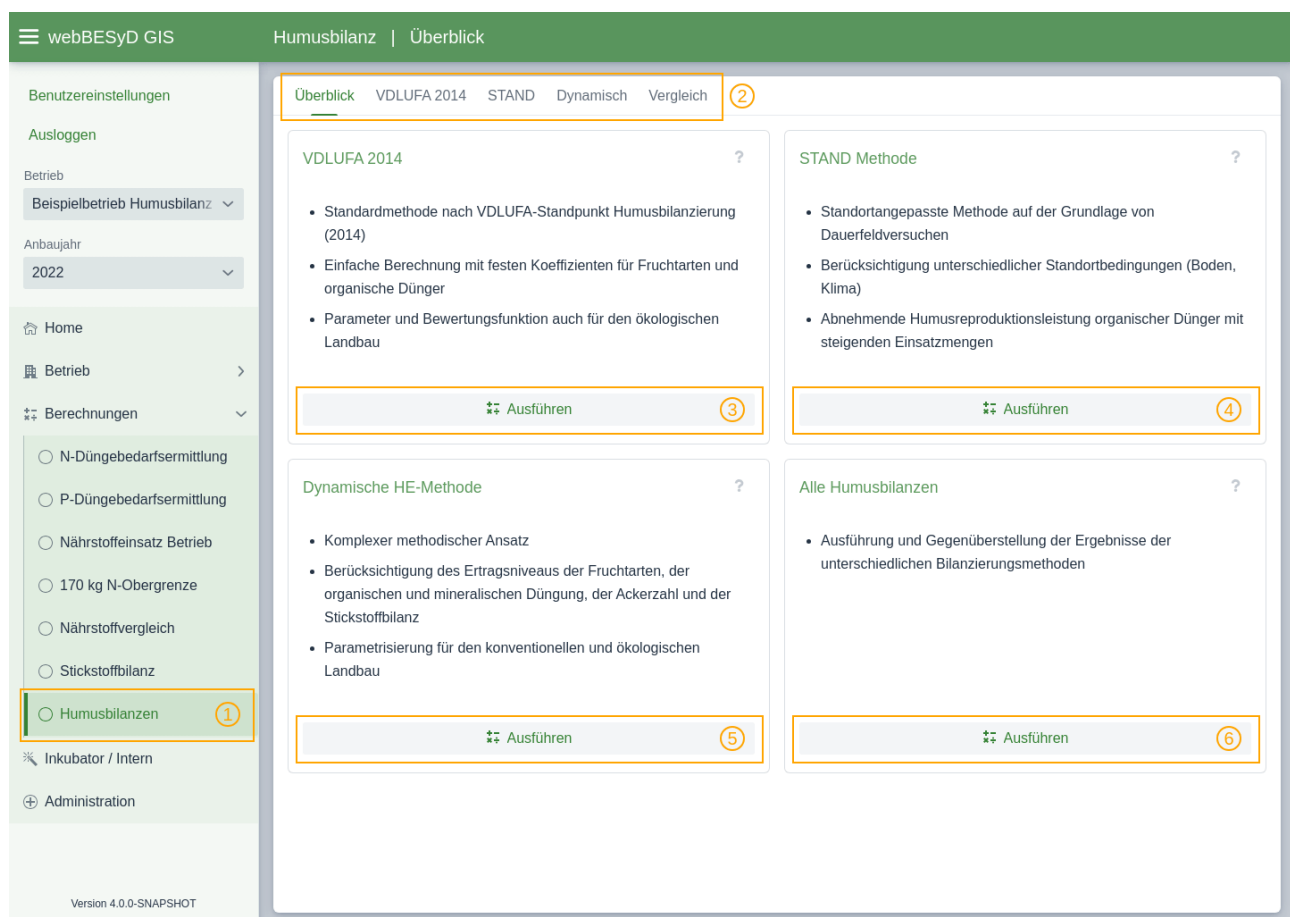 webBESyD GIS
Humusbilanz | Überblick
Benutzereinstellungen
Ausloggen
Betrieb
Beispielbetrieb Humusbilanz
Anbaujahr
2022
Home
Betrieb
Berechnungen
N-Düngebedarfsermittlung
P-Düngebedarfsermittlung
Nährstoffeinsatz Betrieb
170 kg N-Obergrenze
Nährstoffvergleich
Stickstoffbilanz
Humusbilanzen 1
Inkubator / Intern
Administration
Version 4.0.0-SNAPSHOT
Überblick VDLUFA 2014 STAND Dynamisch Vergleich 2
VDLUFA 2014 ?
• Standardmethode nach VDLUFA-Standpunkt Humusbilanzierung
(2014)
• Einfache Berechnung mit festen Koeffizienten für Fruchtarten und
organische Dünger
• Parameter und Bewertungsfunktion auch für den ökologischen
Landbau
Ausführen 3
STAND Methode ?
• Standortangepasste Methode auf der Grundlage von
Dauerfeldversuchen
• Berücksichtigung unterschiedlicher Standortbedingungen (Boden,
Klima)
• Abnehmende Humusreproduktionsleistung organischer Dünger mit
steigenden Einsatzmengen
Ausführen 4
Dynamische HE-Methode ?
• Komplexer methodischer Ansatz
• Berücksichtigung des Ertragsniveaus der Fruchtarten, der
organischen und mineralischen Düngung, der Ackerzahl und der
Stickstoffbilanz
• Parametrisierung für den konventionellen und ökologischen
Landbau
Ausführen 5
Alle Humusbilanzen ?
• Ausführung und Gegenüberstellung der Ergebnisse der
unterschiedlichen Bilanzierungsmethoden
Ausführen 6